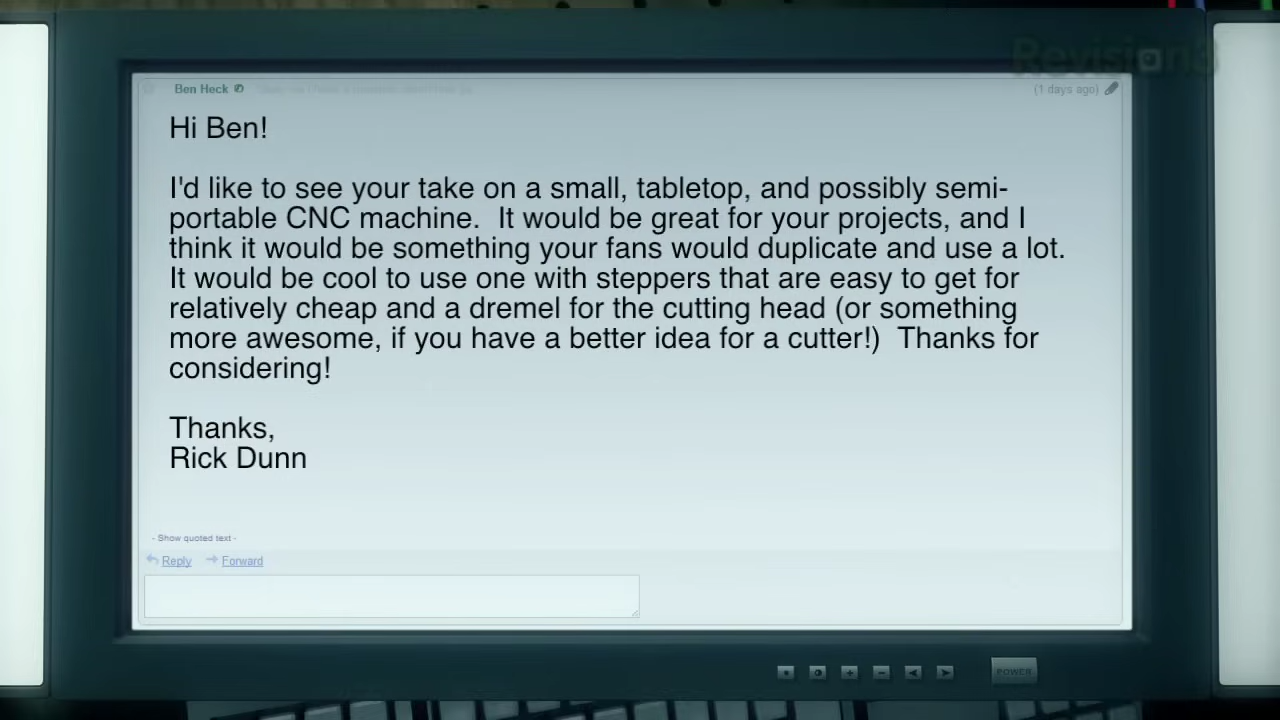 Revision3
Ben Heck
(1 days ago)
Hi Ben!
I'd like to see your take on a small, tabletop, and possibly semi-
portable CNC machine.  It would be great for your projects, and I
think it would be something your fans would duplicate and use a lot.
It would be cool to use one with steppers that are easy to get for
relatively cheap and a dremel for the cutting head (or something
more awesome, if you have a better idea for a cutter!)  Thanks for
considering!
Thanks,
Rick Dunn
- Show quoted text -
Reply Forward
POWER